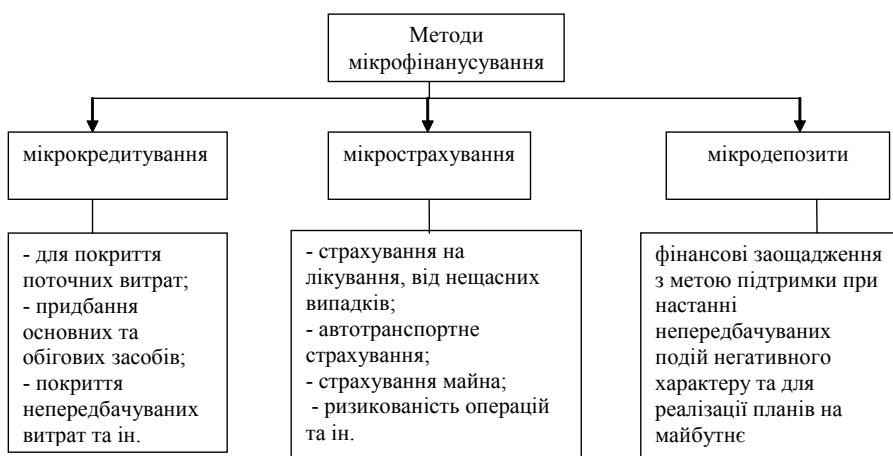 Методи
мікрофінанусування
мікрокредитування
мікрострахування
мікродепозити
- для покриття
поточних витрат;
- придбання
основних та
обігових засобів;
- покриття
непередбачуваних
витрат та ін.
- страхування на
лікування, від нещасних
випадків;
- автотранспортне
страхування;
- страхування майна;
- ризикованість операцій
та ін.
фінансові заощадження
з метою підтримки при
настанні
непередбачуваних
подій негативного
характеру та для
реалізації планів на
майбутнє